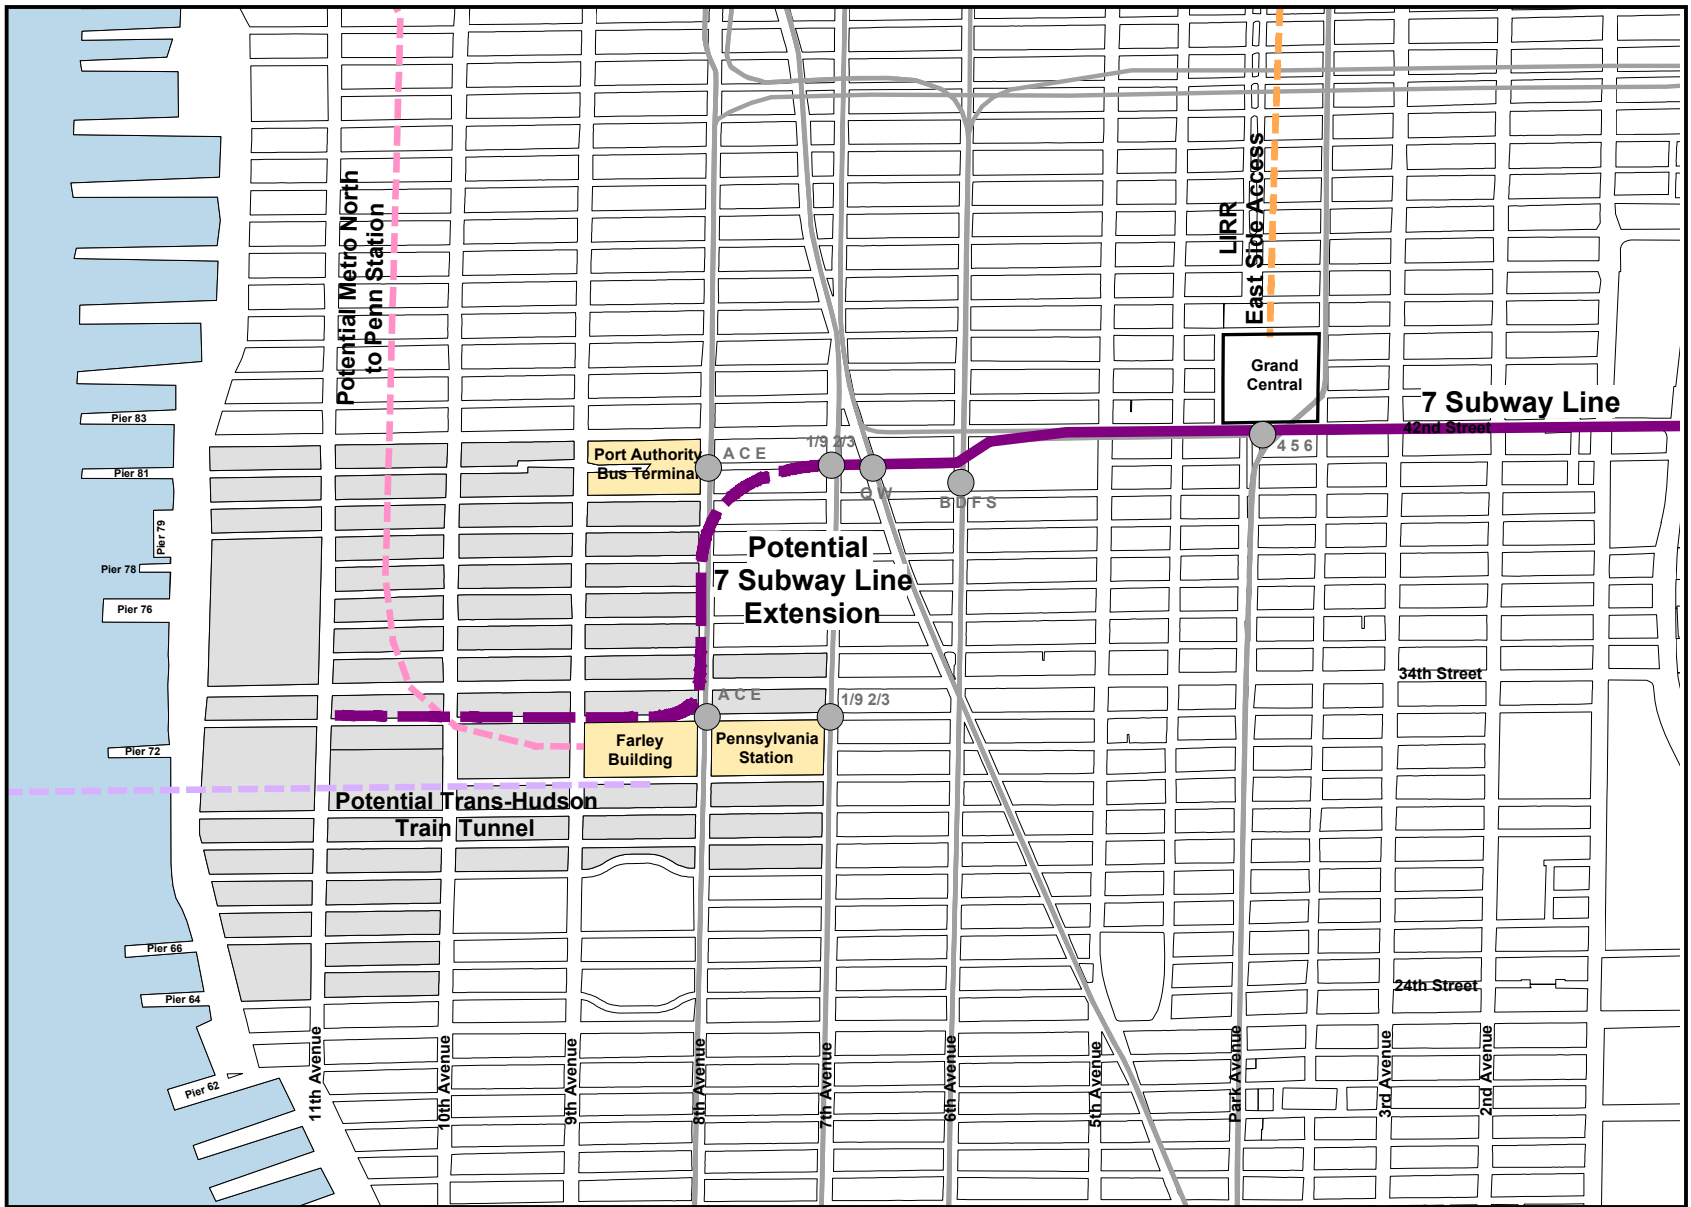 Potential Metro North
to Penn Station
LIRR
East Side Access
Grand
Central
7 Subway Line
42nd Street
4 5 6
Pier 83
Pier 81
Pier 79
Pier 78
Pier 76
Pier 72
Pier 66
Pier 64
Pier 62
Port Authority
Bus Terminal
A C E
1/9 2/3
Q W
B D F S
Potential
7 Subway Line
Extension
34th Street
A C E
1/9 2/3
Farley
Building
Pennsylvania
Station
Potential Trans-Hudson
Train Tunnel
24th Street
11th Avenue
10th Avenue
9th Avenue
8th Avenue
7th Avenue
6th Avenue
5th Avenue
Park Avenue
3rd Avenue
2nd Avenue